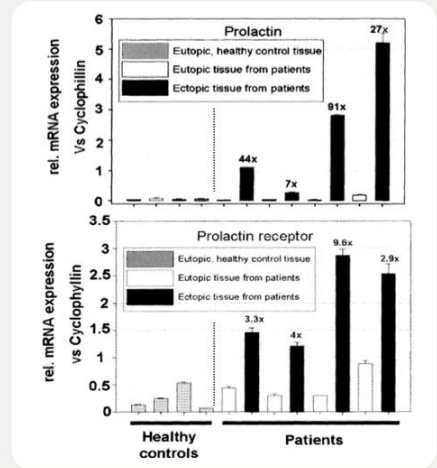 Prolactin
6
5
4
3
2
1
0
rel. mRNA expression
Vs Cyclophillin
Eutopic, healthy control tissue
Eutopic tissue from patients
Ectopic tissue from patients
44x
7x
91x
27x
Prolactin receptor
3.5
3
2.5
2
1.5
1
0.5
0
rel. mRNA expression
vs Cyclophyllin
Eutopic, healthy control tissue
Eutopic tissue from patients
Ectopic tissue from patients
3.3x
4x
9.6x
2.9x
Healthy
controls
Patients